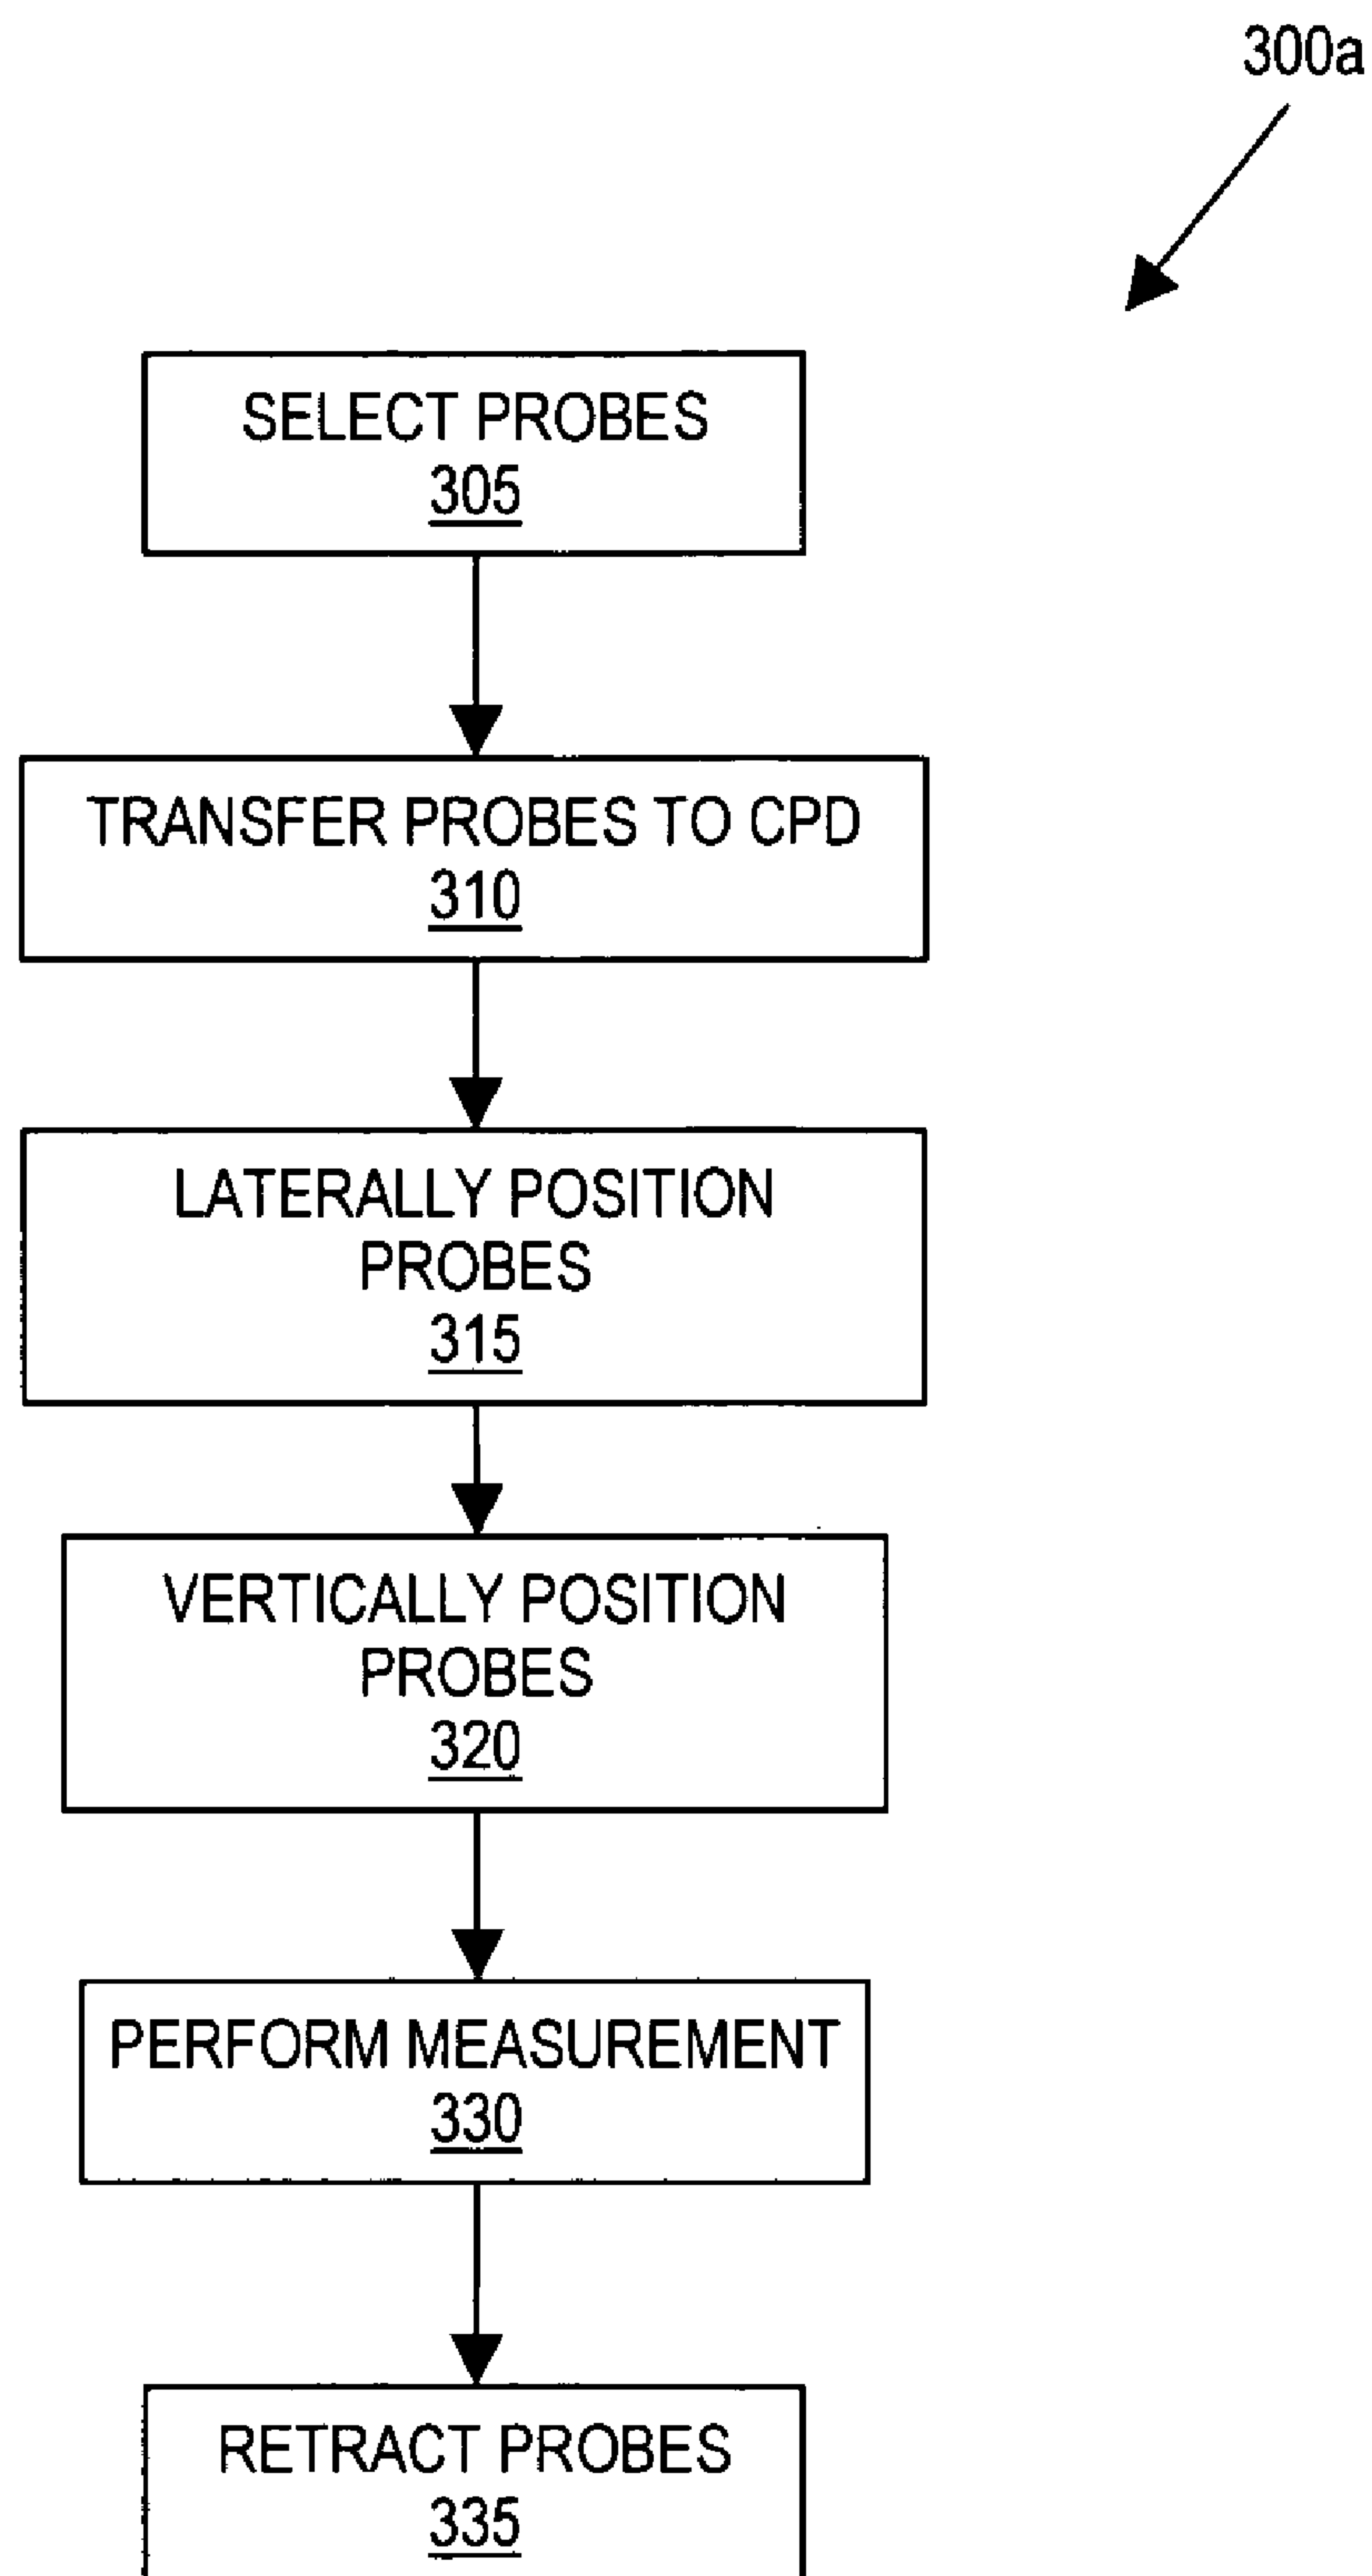 300a
SELECT PROBES
305
TRANSFER PROBES TO CPD
310
LATERALLY POSITION
PROBES
315
VERTICALLY POSITION
PROBES
320
PERFORM MEASUREMENT
330
RETRACT PROBES
335